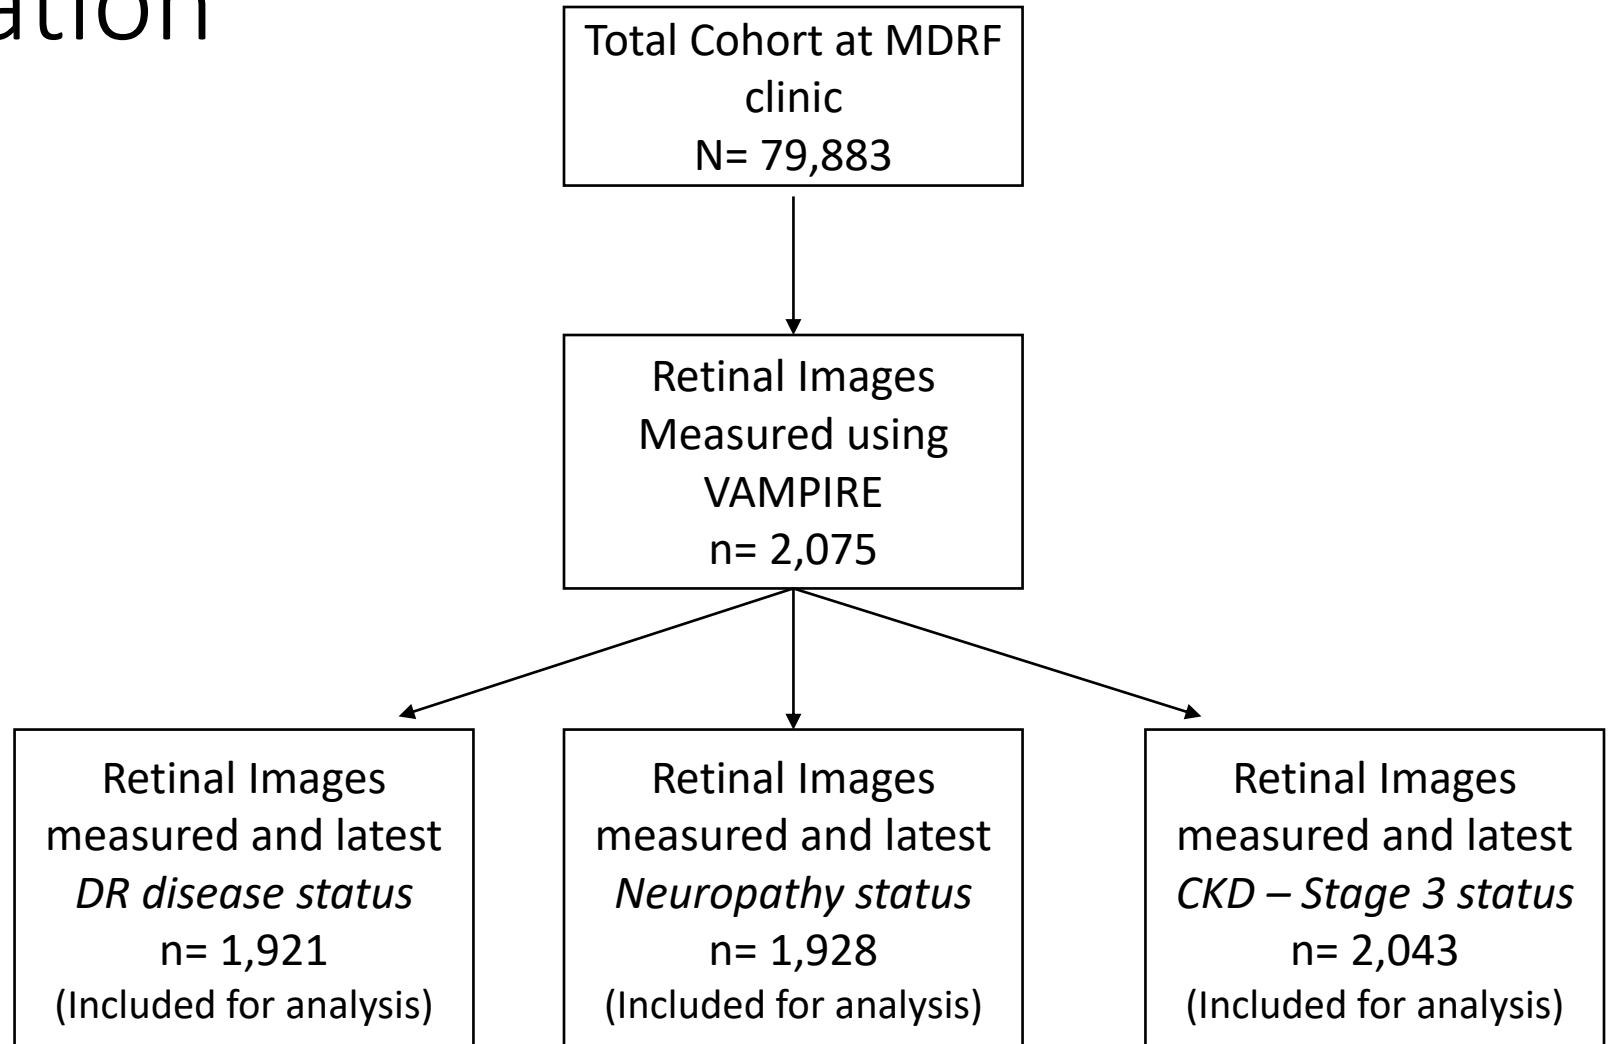 Total Cohort at MDRF
clinic
N= 79,883
Retinal Images
Measured using
VAMPIRE
n= 2,075
Retinal Images
measured and latest
DR disease status
n= 1,921
(Included for analysis)
Retinal Images
measured and latest
Neuropathy status
n= 1,928
(Included for analysis)
Retinal Images
measured and latest
CKD – Stage 3 status
n= 2,043
(Included for analysis)